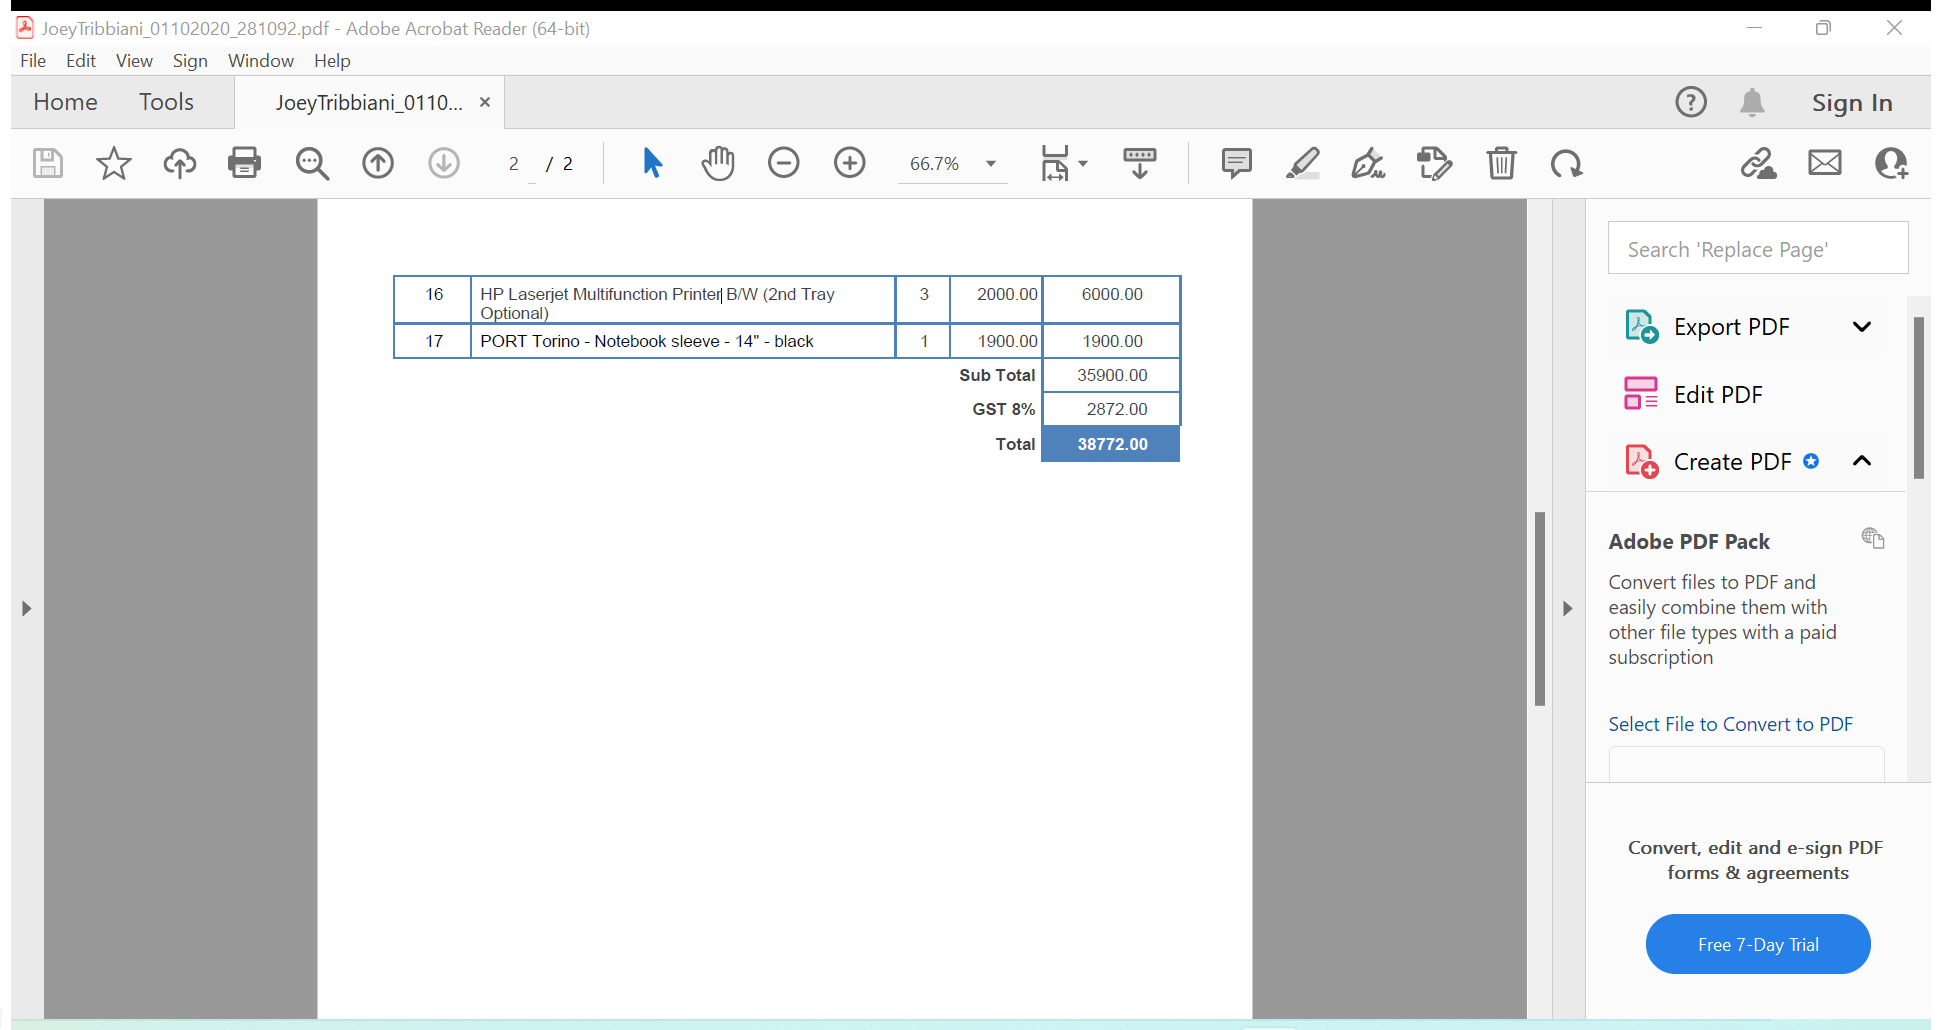 JoeyTribbiani_01102020_281092.pdf - Adobe Acrobat Reader (64-bit)
File Edit View Sign Window Help
Home Tools JoeyTribbiani_0110... × Sign In
2 / 2 66.7%
16 HP Laserjet Multifunction Printer B/W (2nd Tray 3 2000.00 6000.00
Optional)
17 PORT Torino - Notebook sleeve - 14" - black 1 1900.00 1900.00
Sub Total 35900.00
GST 8% 2872.00
Total 38772.00
Search 'Replace Page'
Export PDF
Edit PDF
Create PDF
Adobe PDF Pack
Convert files to PDF and
easily combine them with
other file types with a paid
subscription
Select File to Convert to PDF
Convert, edit and e-sign PDF
forms & agreements
Free 7-Day Trial